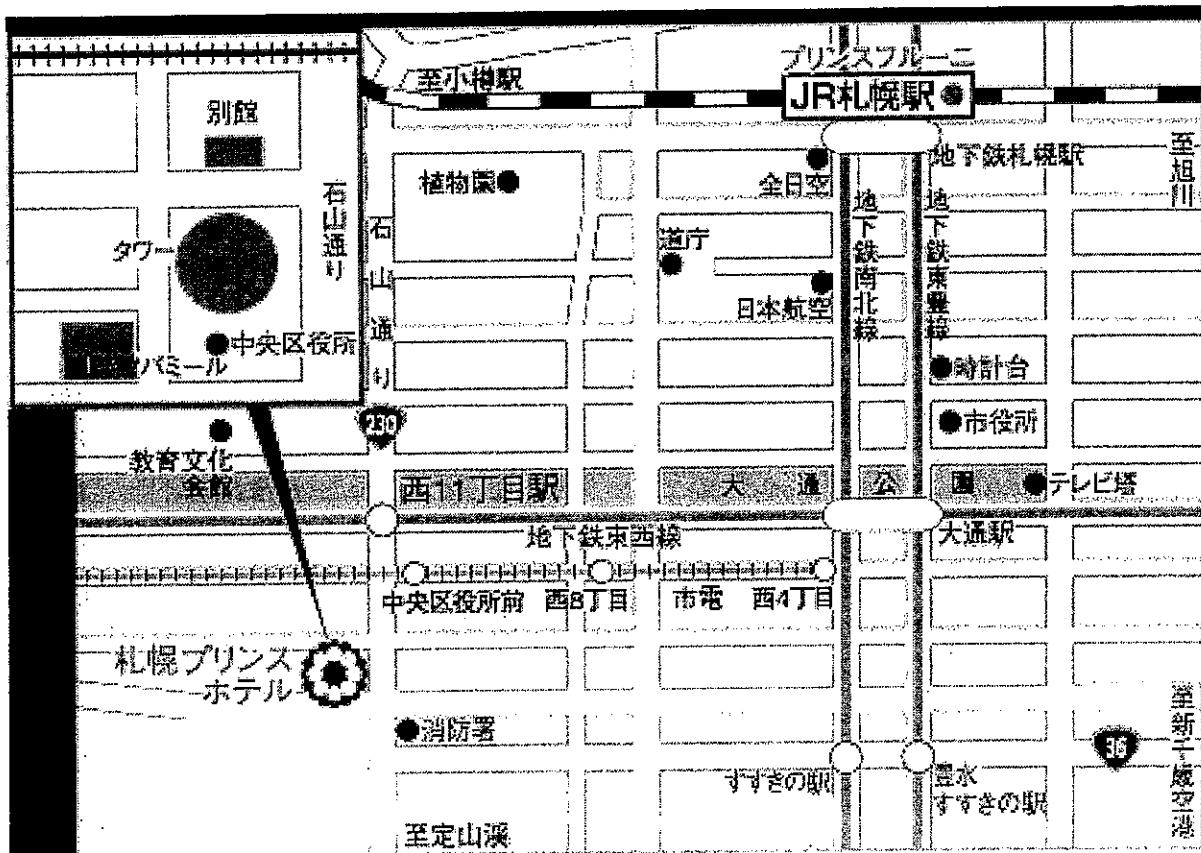 別館
石山通り
タワー
中央区役所
パミール
至小樽駅
プリンスフルーニ
JR札幌駅
地下鉄札幌駅
至旭川
植物園
全日空
石山通り
道庁
日本航空
地下鉄南北線
地下鉄東豊線
時計台
市役所
230
教育文化
会館
西11丁目駅
大通公園
テレビ塔
地下鉄東西線
大通駅
中央区役所前
西8丁目
市電
西4丁目
札幌プリンス
ホテル
消防署
すすきの駅
豊水
すすきの駅
36
至新千歳空港
至定山渓